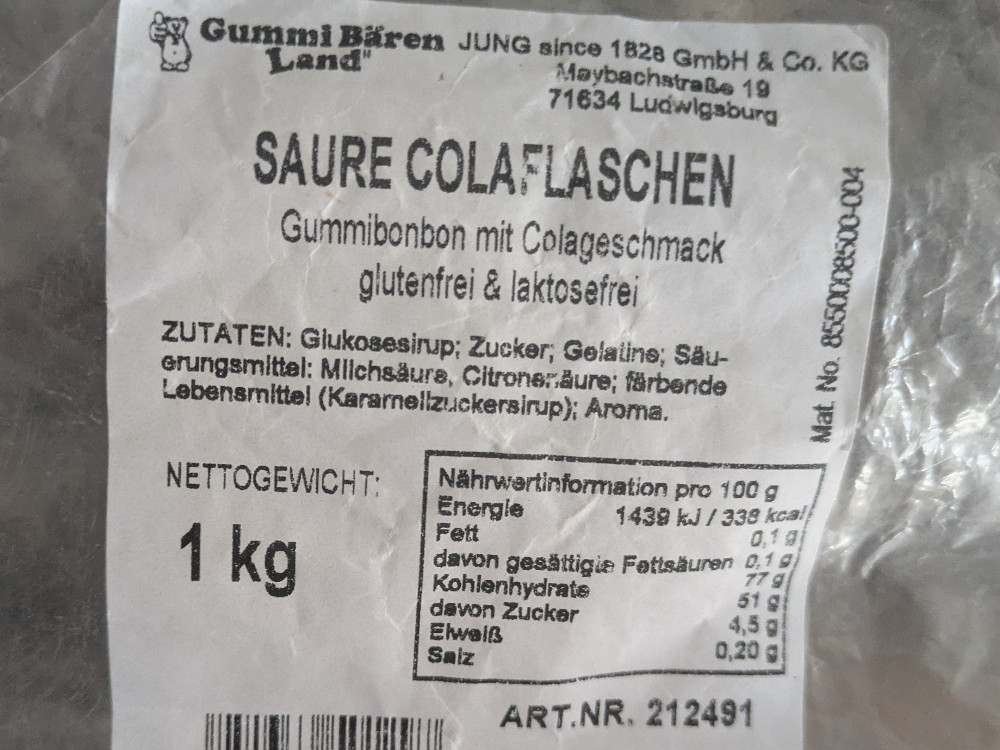 Gummi Bären
Land"
JUNG since 1828 GmbH & Co. KG
Maybachstraße 19
71634 Ludwigsburg
SAURE COLAFLASCHEN
Gummibonbon mit Colageschmack
glutenfrei & laktosefrei
ZUTATEN: Glukosesirup; Zucker; Gelatine; Säu-
erungsmittel: Milchsäure, Citronensäure; färbende
Lebensmittel (Karamellzuckersirup); Aroma.
Mat. No. 8550008500-004
NETTOGEWICHT:
1 kg
Nährwertinformation pro 100 g
Energie 1439 kJ / 338 kcal
Fett 0,1 g
davon gesättigte Fettsäuren 0,1 g
Kohlenhydrate 77 g
davon Zucker 51 g
Eiweiß 4,5 g
Salz 0,20 g
ART.NR. 212491